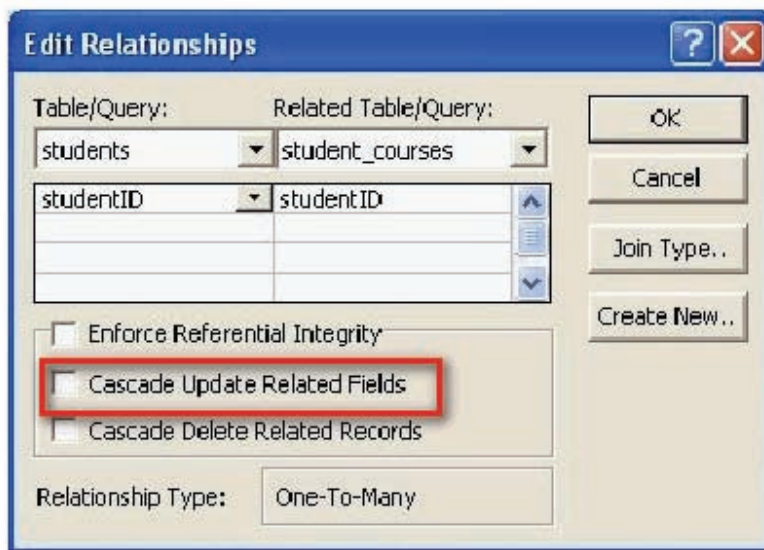 Edit Relationships
Table/Query:
Related Table/Query:
students
student_courses
studentID
studentID
Enforce Referential Integrity
Cascade Update Related Fields
Cascade Delete Related Records
Relationship Type:
One-To-Many
OK
Cancel
Join Type..
Create New..